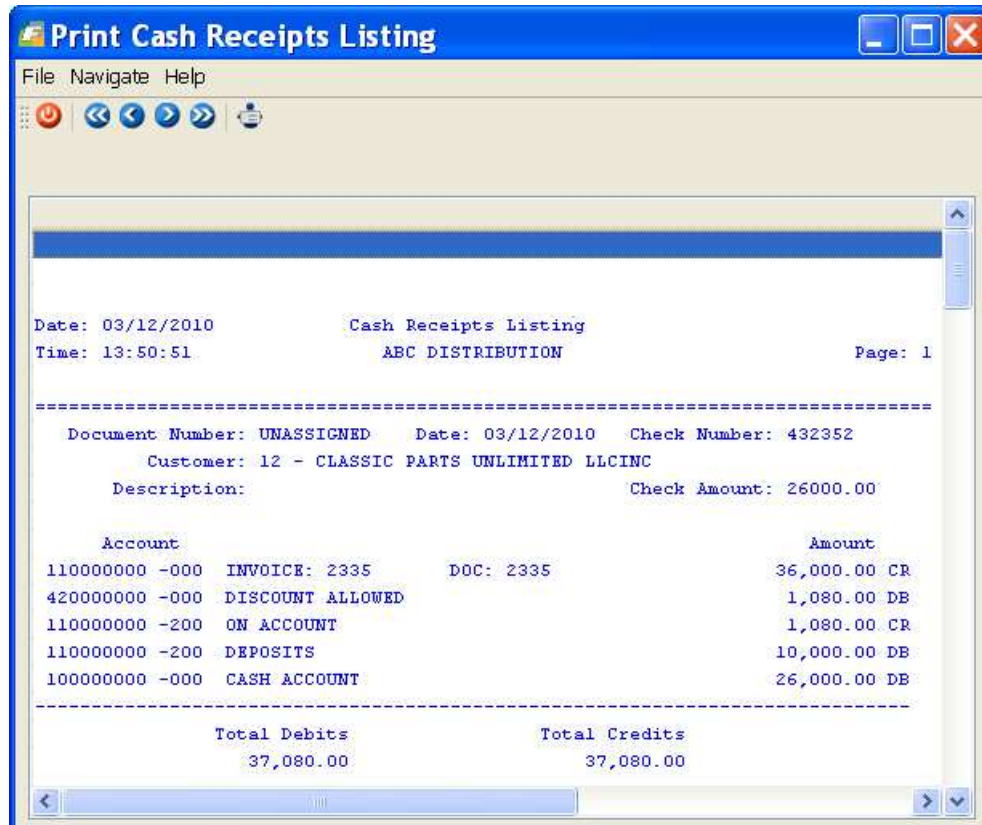 Print Cash Receipts Listing
File Navigate Help
Date: 03/12/2010 Cash Receipts Listing
Time: 13:50:51 ABC DISTRIBUTION Page: 1
================================================================================
Document Number: UNASSIGNED Date: 03/12/2010 Check Number: 432352
Customer: 12 - CLASSIC PARTS UNLIMITED LLCINC
Description: Check Amount: 26000.00
Account Amount
110000000 -000 INVOICE: 2335 DOC: 2335 36,000.00 CR
420000000 -000 DISCOUNT ALLOWED 1,080.00 DB
110000000 -200 ON ACCOUNT 1,080.00 CR
110000000 -200 DEPOSITS 10,000.00 DB
100000000 -000 CASH ACCOUNT 26,000.00 DB
------------------------------------------------------------------------------
Total Debits Total Credits
37,080.00 37,080.00